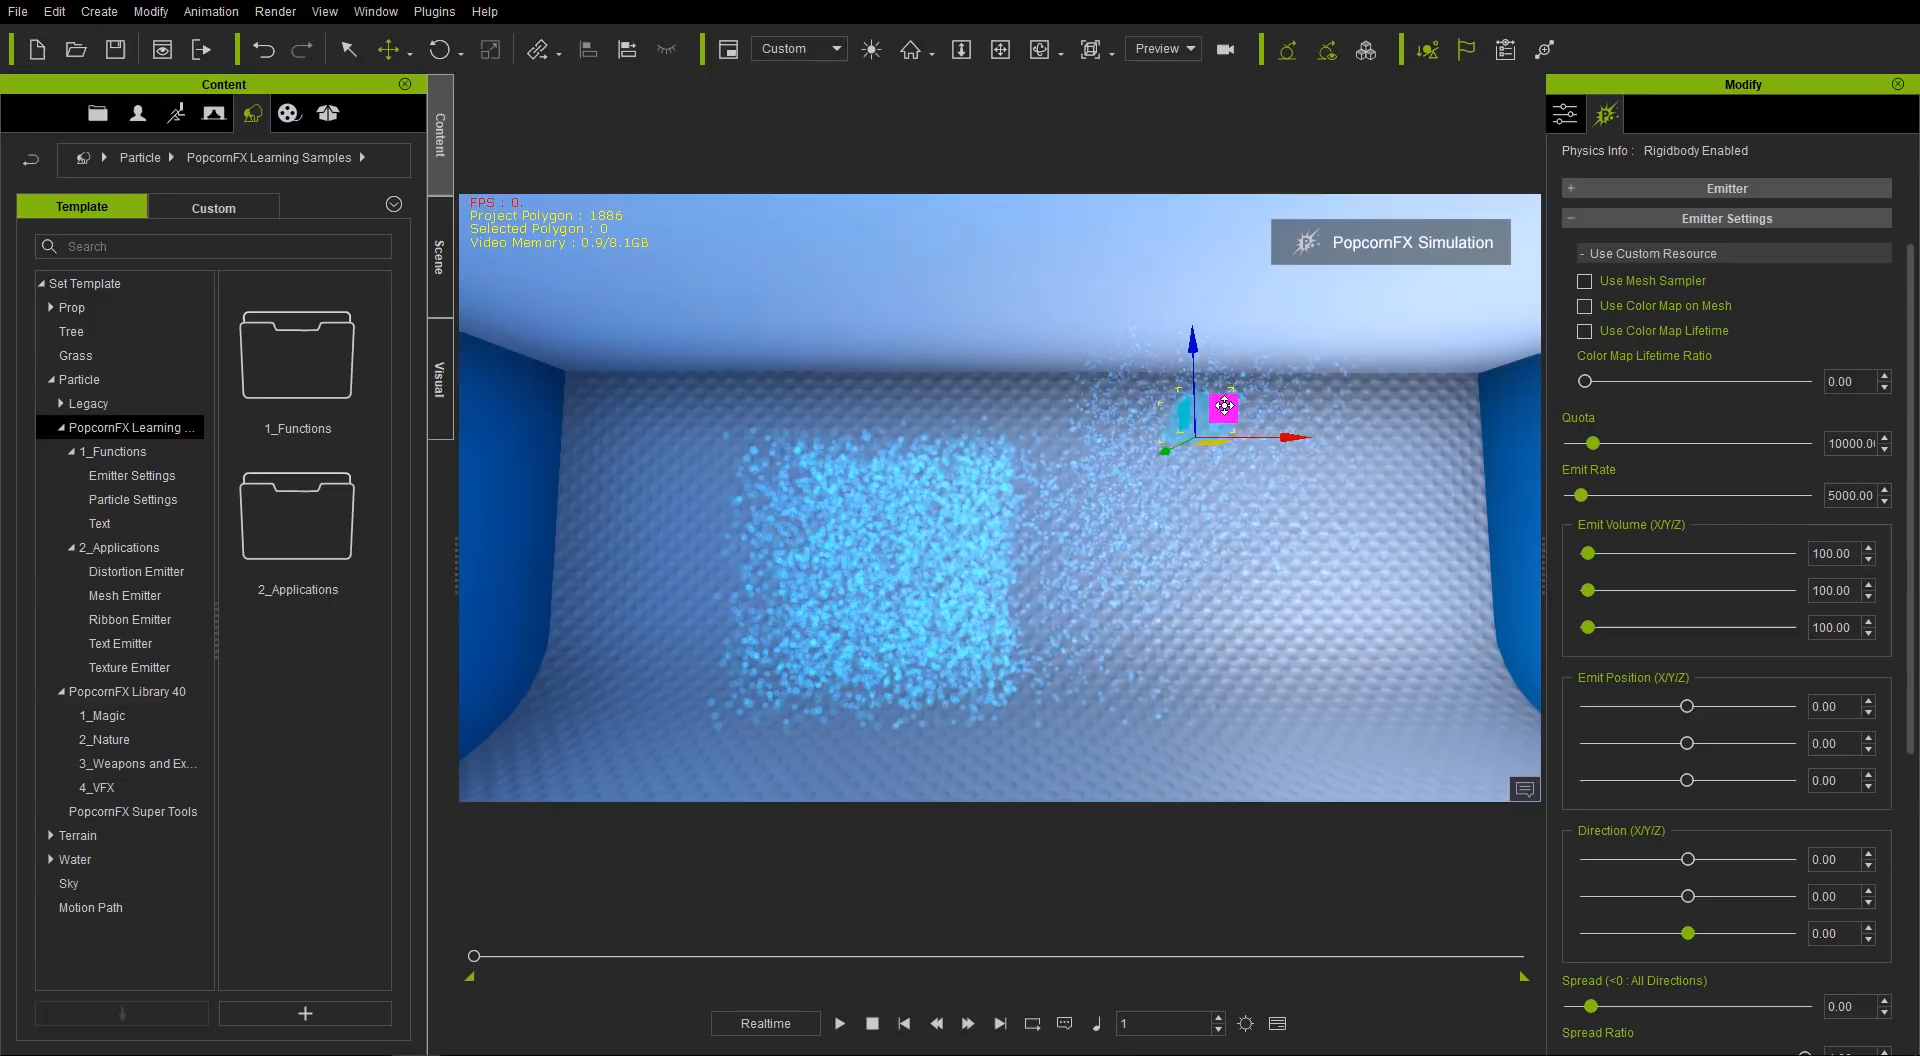 File Edit Create Modify Animation Render View Window Plugins Help
Custom
Preview
Content
Modify
Particle
PopcornFX Learning Samples
Template
Custom
Search
Set Template
Prop
Tree
Grass
Particle
Legacy
PopcornFX Learning ...
1_Functions
Emitter Settings
Particle Settings
Text
2_Applications
Distortion Emitter
Mesh Emitter
Ribbon Emitter
Text Emitter
Texture Emitter
PopcornFX Library 40
1_Magic
2_Nature
3_Weapons and Ex...
4_VFX
PopcornFX Super Tools
Terrain
Water
Sky
Motion Path
1_Functions
2_Applications
Content
Scene
Visual
FPS : 0.
Project Polygon : 1886
Selected Polygon : 0
Video Memory : 0.9/8.1GB
PopcornFX Simulation
Realtime
1
Physics Info : Rigidbody Enabled
+ Emitter
- Emitter Settings
- Use Custom Resource
Use Mesh Sampler
Use Color Map on Mesh
Use Color Map Lifetime
Color Map Lifetime Ratio
0.00
Quota
10000.0
Emit Rate
5000.00
Emit Volume (X/Y/Z)
100.00
100.00
100.00
Emit Position (X/Y/Z)
0.00
0.00
0.00
Direction (X/Y/Z)
0.00
0.00
0.00
Spread (<0 : All Directions)
0.00
Spread Ratio